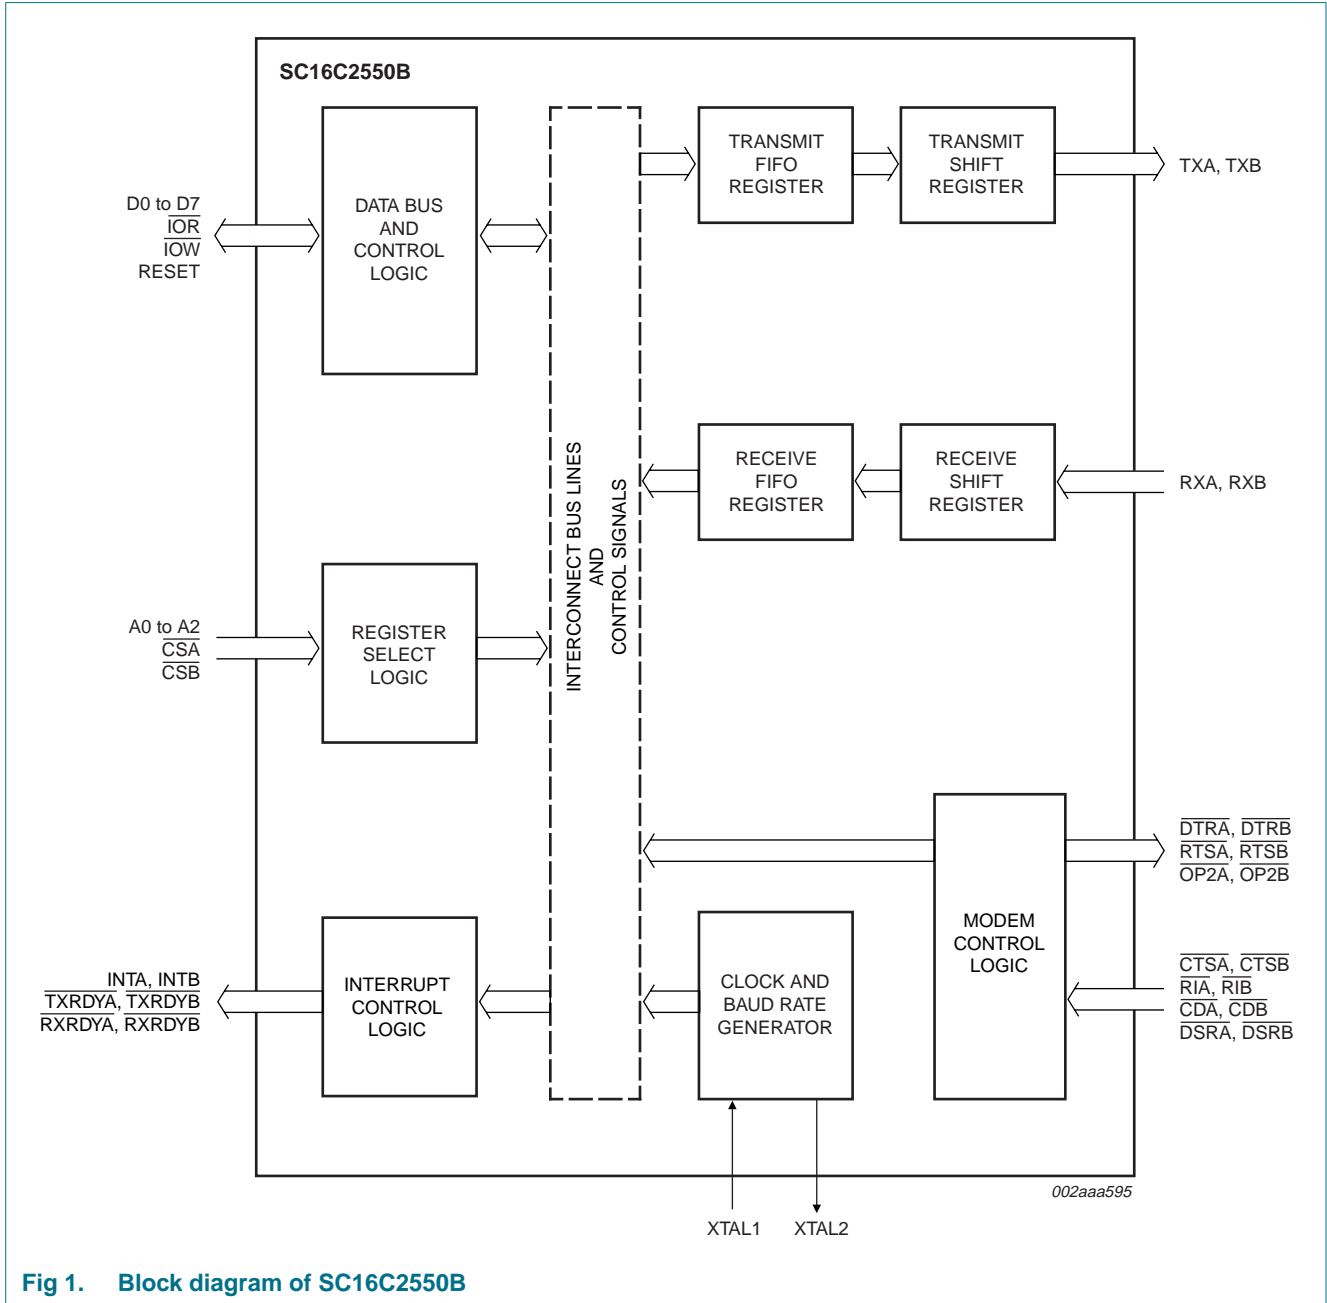 SC16C2550B
D0 to D7
IOR
IOW
RESET
DATA BUS
AND
CONTROL
LOGIC
TRANSMIT
FIFO
REGISTER
TRANSMIT
SHIFT
REGISTER
TXA, TXB
INTERCONNECT BUS LINES
AND
CONTROL SIGNALS
RECEIVE
FIFO
REGISTER
RECEIVE
SHIFT
REGISTER
RXA, RXB
A0 to A2
CSA
CSB
REGISTER
SELECT
LOGIC
DTRA, DTRB
RTSA, RTSB
OP2A, OP2B
MODEM
CONTROL
LOGIC
CTSA, CTSB
RIA, RIB
CDA, CDB
DSRA, DSRB
INTA, INTB
TXRDYA, TXRDYB
RXRDYA, RXRDYB
INTERRUPT
CONTROL
LOGIC
CLOCK AND
BAUD RATE
GENERATOR
XTAL1
XTAL2
002aaa595
Fig 1. Block diagram of SC16C2550B